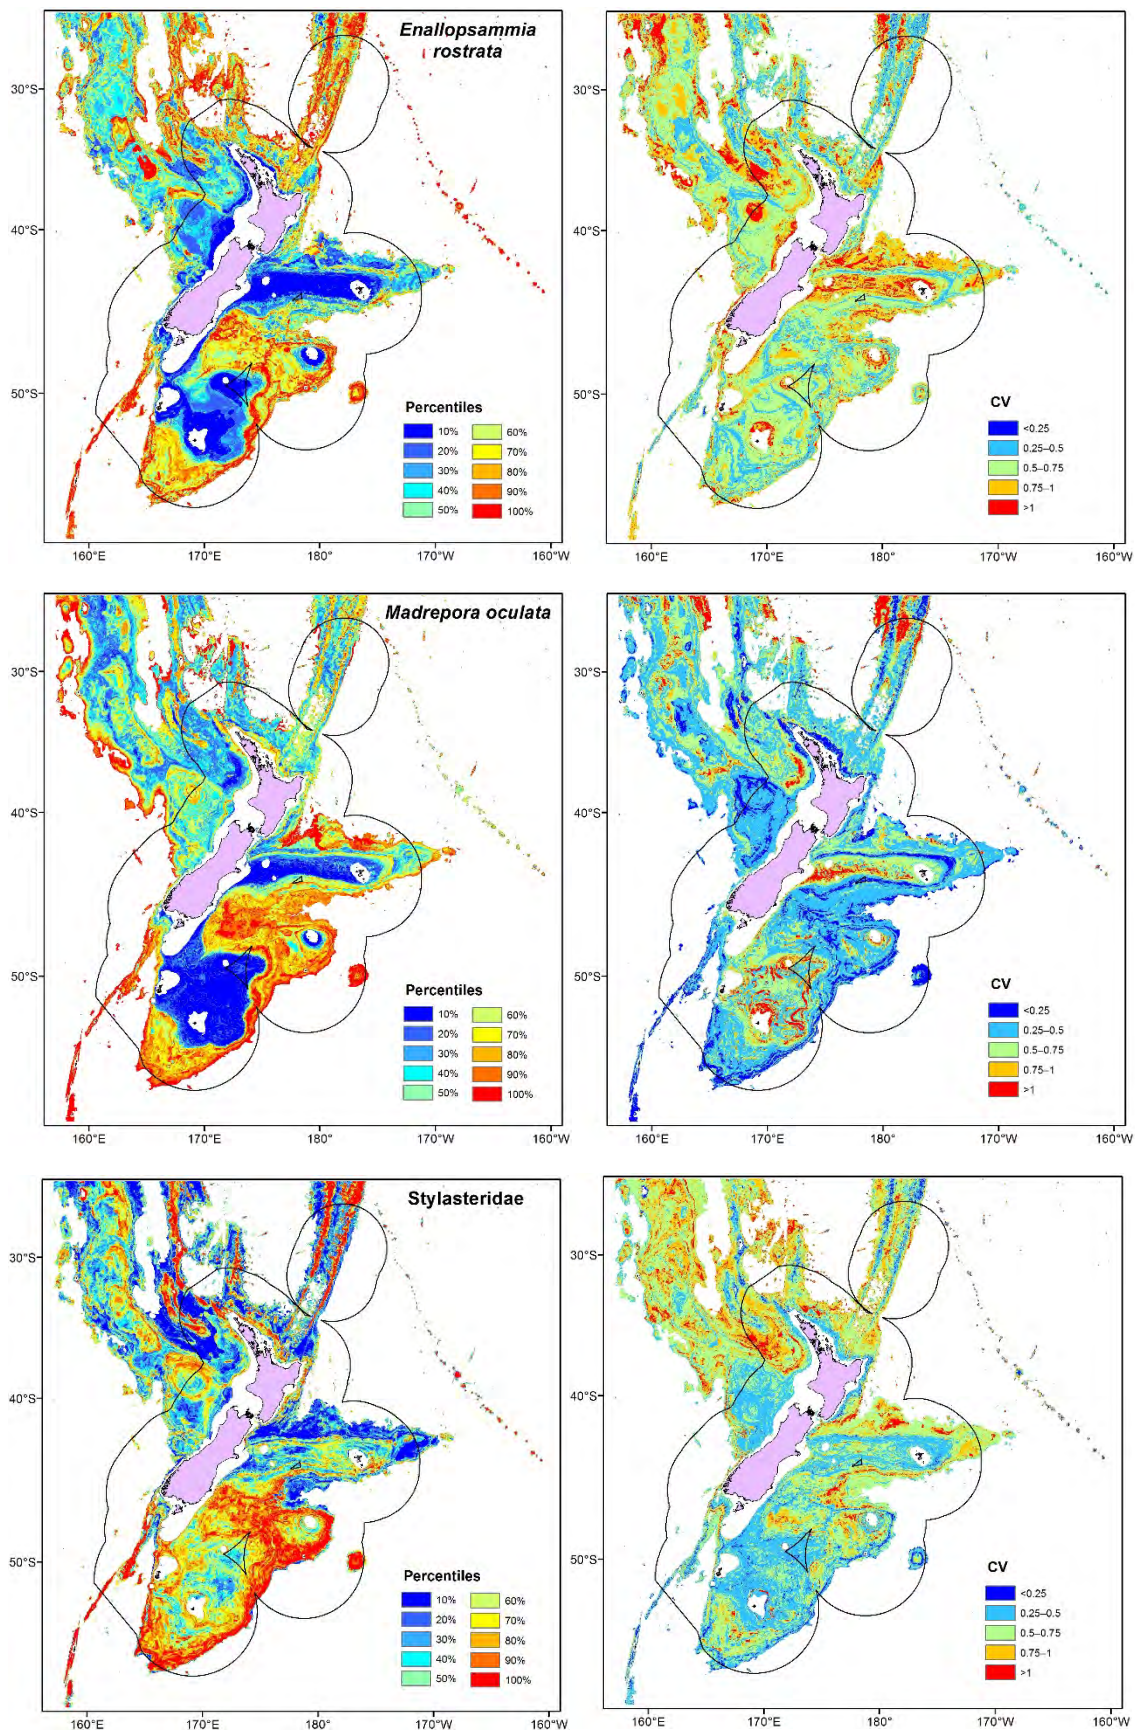 Enallopsammia
rostrata
30°S
40°S
50°S
Percentiles
10% 60%
20% 70%
30% 80%
40% 90%
50% 100%
160°E 170°E 180° 170°W 160°W
30°S
40°S
50°S
CV
<0.25
0.25–0.5
0.5–0.75
0.75–1
>1
160°E 170°E 180° 170°W 160°W
Madrepora oculata
30°S
40°S
50°S
Percentiles
10% 60%
20% 70%
30% 80%
40% 90%
50% 100%
160°E 170°E 180° 170°W 160°W
30°S
40°S
50°S
CV
<0.25
0.25–0.5
0.5–0.75
0.75–1
>1
160°E 170°E 180° 170°W 160°W
Stylasteridae
30°S
40°S
50°S
Percentiles
10% 60%
20% 70%
30% 80%
40% 90%
50% 100%
160°E 170°E 180° 170°W 160°W
30°S
40°S
50°S
CV
<0.25
0.25–0.5
0.5–0.75
0.75–1
>1
160°E 170°E 180° 170°W 160°W